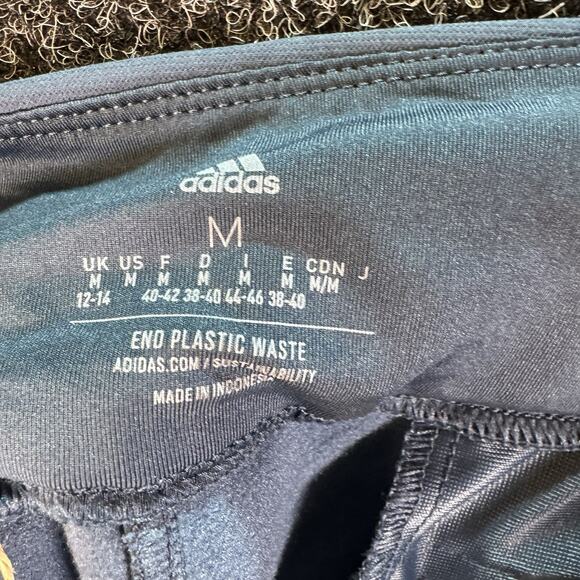 adidas
M
UK US F D I E CDN J
M M M M M M M/M
12-14 40-42 38-40 44-46 38-40
END PLASTIC WASTE
ADIDAS.COM / SUSTAINABILITY
MADE IN INDONESIA